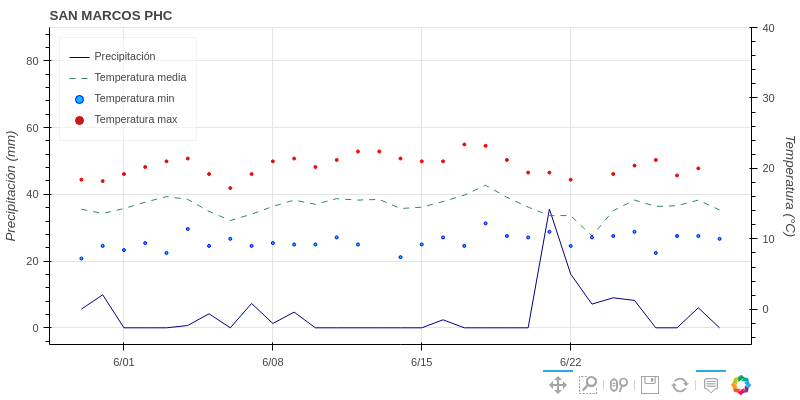 SAN MARCOS PHC
Precipitación
Temperatura media
Temperatura min
Temperatura max
Precipitación (mm)
80
60
40
20
0
40
30
20
10
0
Temperatura (°C)
6/01
6/08
6/15
6/22